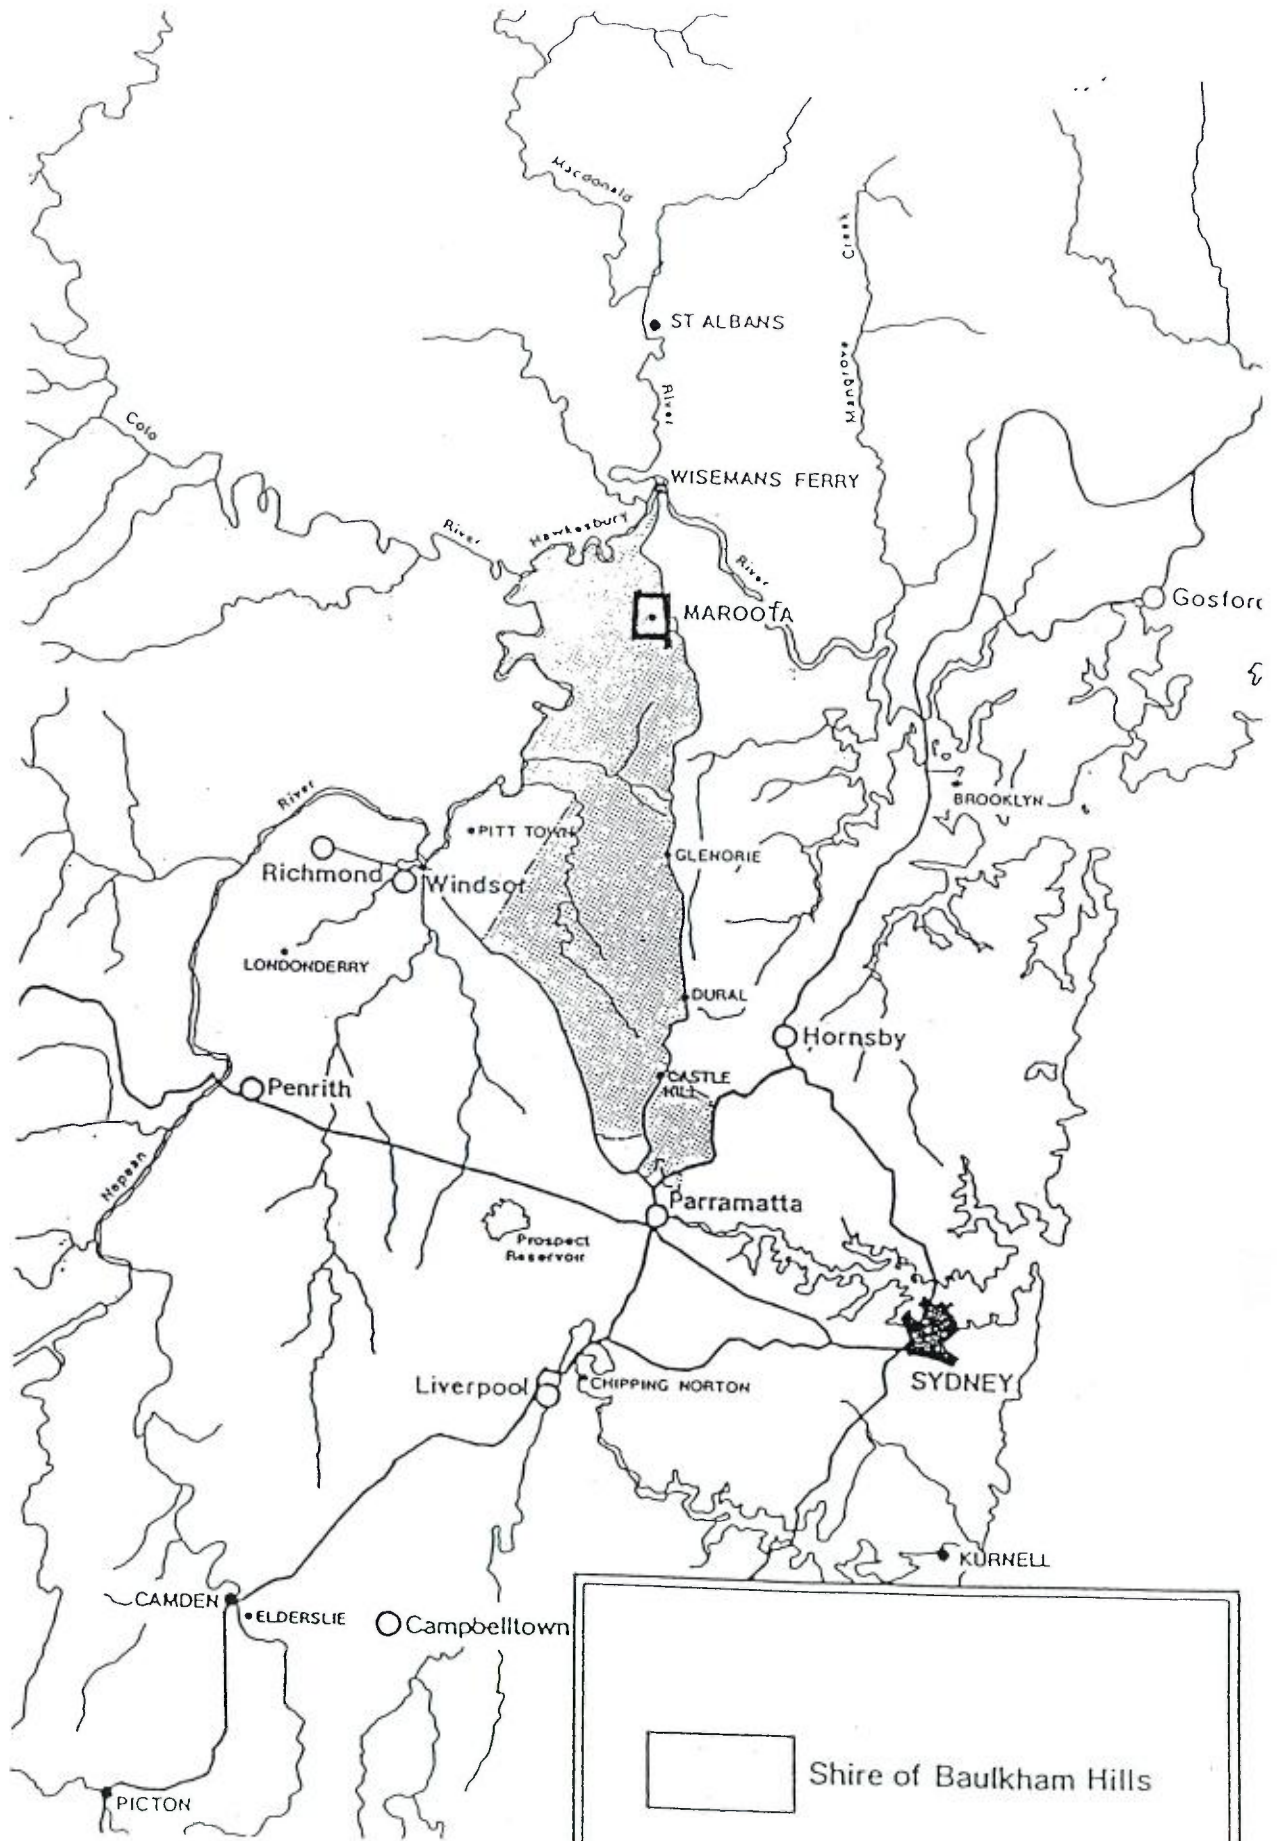 Macdonald
Creek
ST ALBANS
Mangrove
River
Colo
WISEMANS FERRY
River
Hawkesbury
River
MAROOTA
Gosford
River
BROOKLYN
PITT TOWN
GLENORIE
Richmond
Windsor
LONDONDERRY
DURAL
Hornsby
CASTLE
HILL
Penrith
Nepean
Parramatta
Prospect
Reservoir
SYDNEY
Liverpool
CHIPPING NORTON
KURNELL
CAMDEN
ELDERSLIE
Campbelltown
Shire of Baulkham Hills
PICTON